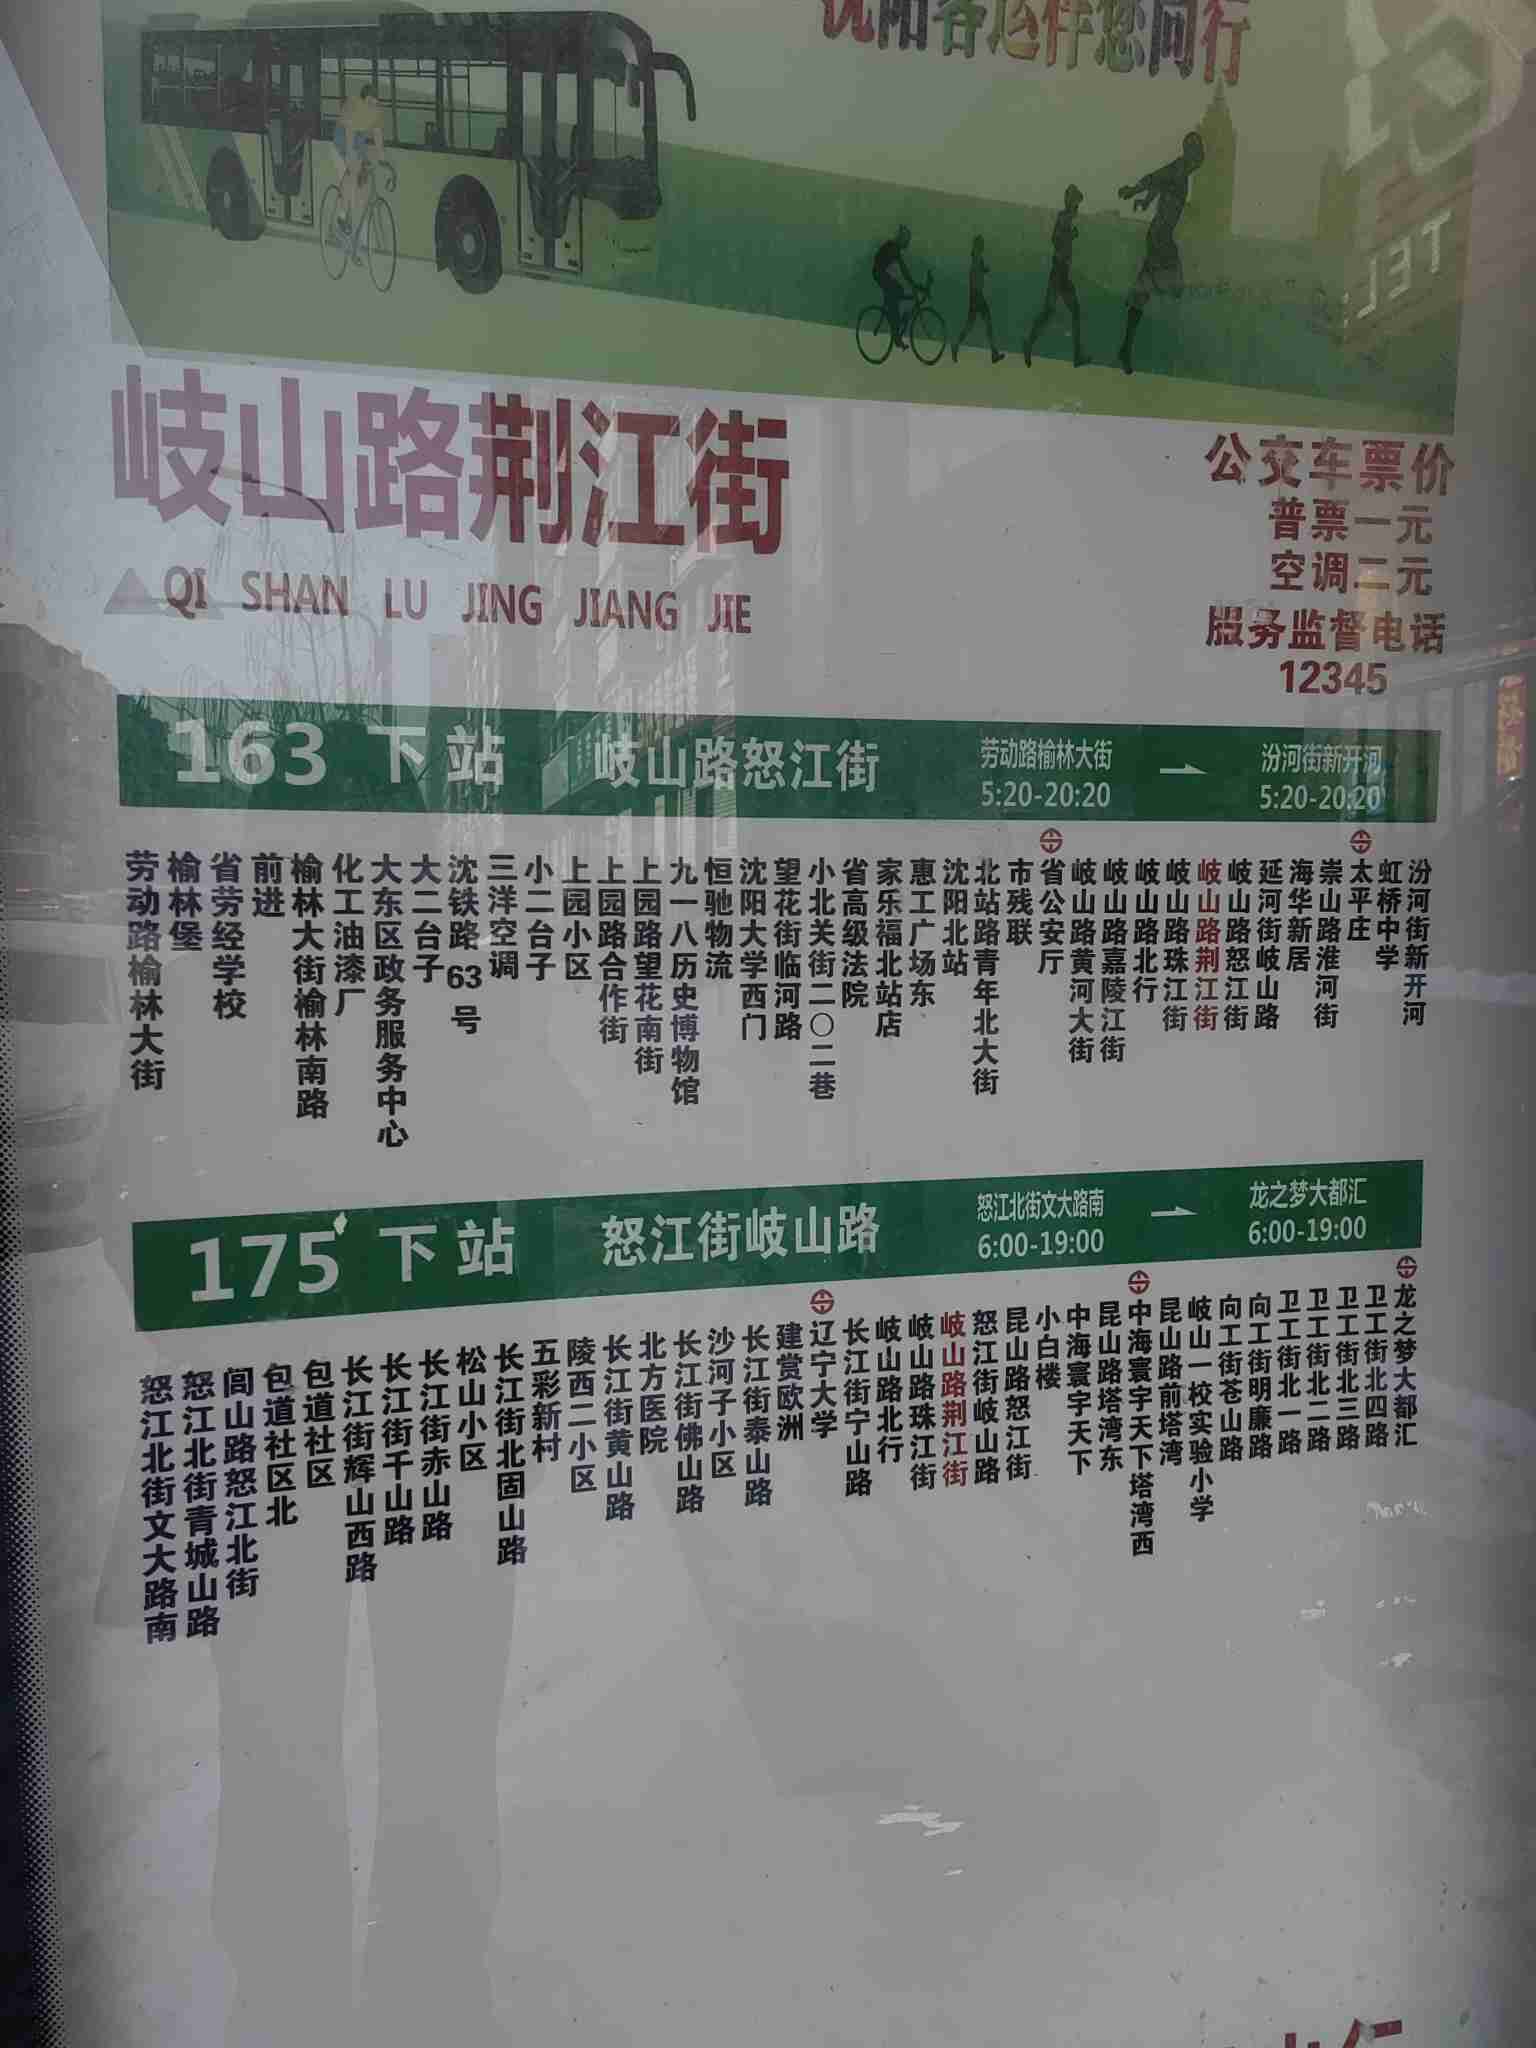 沈阳客运伴您同行
TEL:
岐山路荆江街
QI SHAN LU JING JIANG JIE
公交车票价
普票一元
空调二元
服务监督电话
12345
163 下站 岐山路怒江街 劳动路榆林大街 汾河街新开河
5:20-20:20 5:20-20:20
劳动路榆林大街
榆林堡
省劳经学校
前进
榆林大街榆林南路
化工油漆厂
大东区政务服务中心
大二台子
沈铁路63号
三洋空调
小二台子
上园小区
上园路合作街
上园路望花南街
九一八历史博物馆
恒驰物流
沈阳大学西门
望花街临河路
小北关街二〇二巷
省高级法院
家乐福北站店
惠工广场东
沈阳北站
北站路青年北大街
市残联
省公安厅
岐山路黄河大街
岐山路嘉陵江街
岐山路北行
岐山路珠江街
岐山路荆江街
岐山路怒江街
延河街岐山路
海华新居
崇山路淮河街
太平庄
虹桥中学
汾河街新开河
175 下站 怒江街岐山路 怒江北街文大路南 龙之梦大都汇
6:00-19:00 6:00-19:00
怒江北街文大路南
怒江北街青城山路
闾山路怒江北街
包道社区北
包道社区
长江街辉山西路
长江街千山路
长江街赤山路
松山小区
长江街北固山路
五彩新村
陵西二小区
长江街黄山路
北方医院
长江街佛山路
沙河子小区
长江街泰山路
建赏欧洲
辽宁大学
长江街宁山路
岐山路北行
岐山路珠江街
岐山路荆江街
怒江街岐山路
昆山路怒江街
小白楼
中海寰宇天下
昆山路塔湾东
中海寰宇天下塔湾西
昆山路前塔湾
岐山一校实验小学
向工街苍山路
向工街明廉路
卫工街北一路
卫工街北二路
卫工街北三路
卫工街北四路
龙之梦大都汇